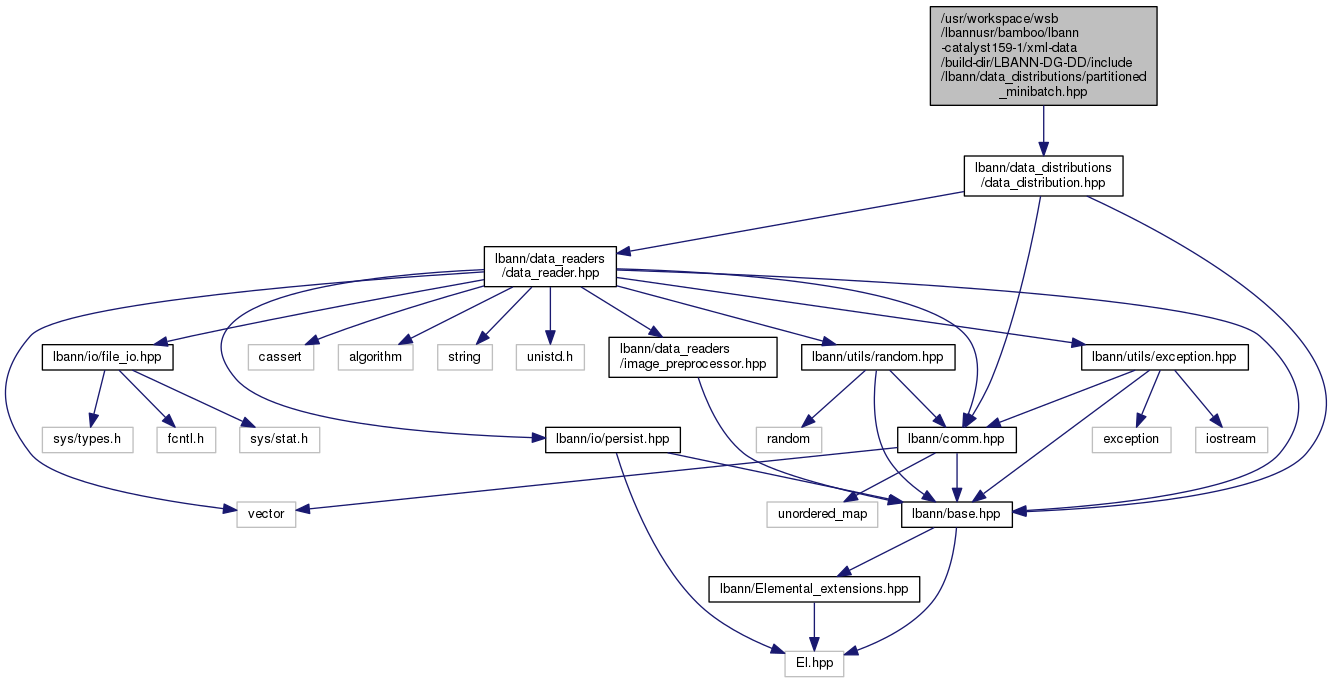 /usr/workspace/wsb
/lbannusr/bamboo/lbann
-catalyst159-1/xml-data
/build-dir/LBANN-DG-DD/include
/lbann/data_distributions/partitioned
_minibatch.hpp
lbann/data_distributions
/data_distribution.hpp
lbann/data_readers
/data_reader.hpp
lbann/io/file_io.hpp
cassert
algorithm
string
unistd.h
lbann/data_readers
/image_preprocessor.hpp
lbann/utils/random.hpp
lbann/utils/exception.hpp
sys/types.h
fcntl.h
sys/stat.h
lbann/io/persist.hpp
random
lbann/comm.hpp
exception
iostream
vector
unordered_map
lbann/base.hpp
lbann/Elemental_extensions.hpp
El.hpp